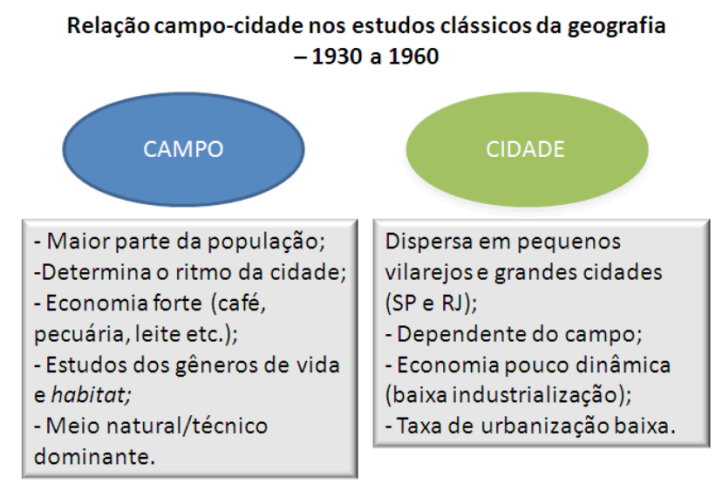 Relação campo-cidade nos estudos clássicos da geografia
– 1930 a 1960
CAMPO
- Maior parte da população;
-Determina o ritmo da cidade;
- Economia forte (café,
pecuária, leite etc.);
- Estudos dos gêneros de vida
e habitat;
- Meio natural/técnico
dominante.
CIDADE
Dispersa em pequenos
vilarejos e grandes cidades
(SP e RJ);
- Dependente do campo;
- Economia pouco dinâmica
(baixa industrialização);
- Taxa de urbanização baixa.